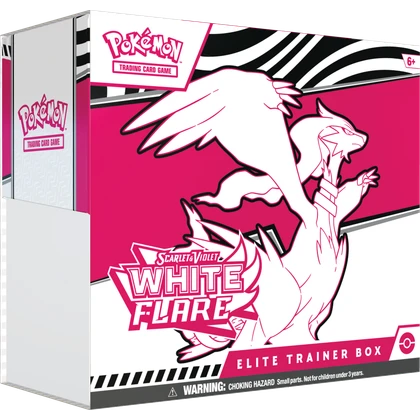 POKÉMON
TRADING CARD GAME
POKÉMON
TRADING CARD GAME
6+
SCARLET & VIOLET
WHITE
FLARE
ELITE TRAINER BOX
⚠ WARNING: CHOKING HAZARD Small parts. Not for children under 3 years.